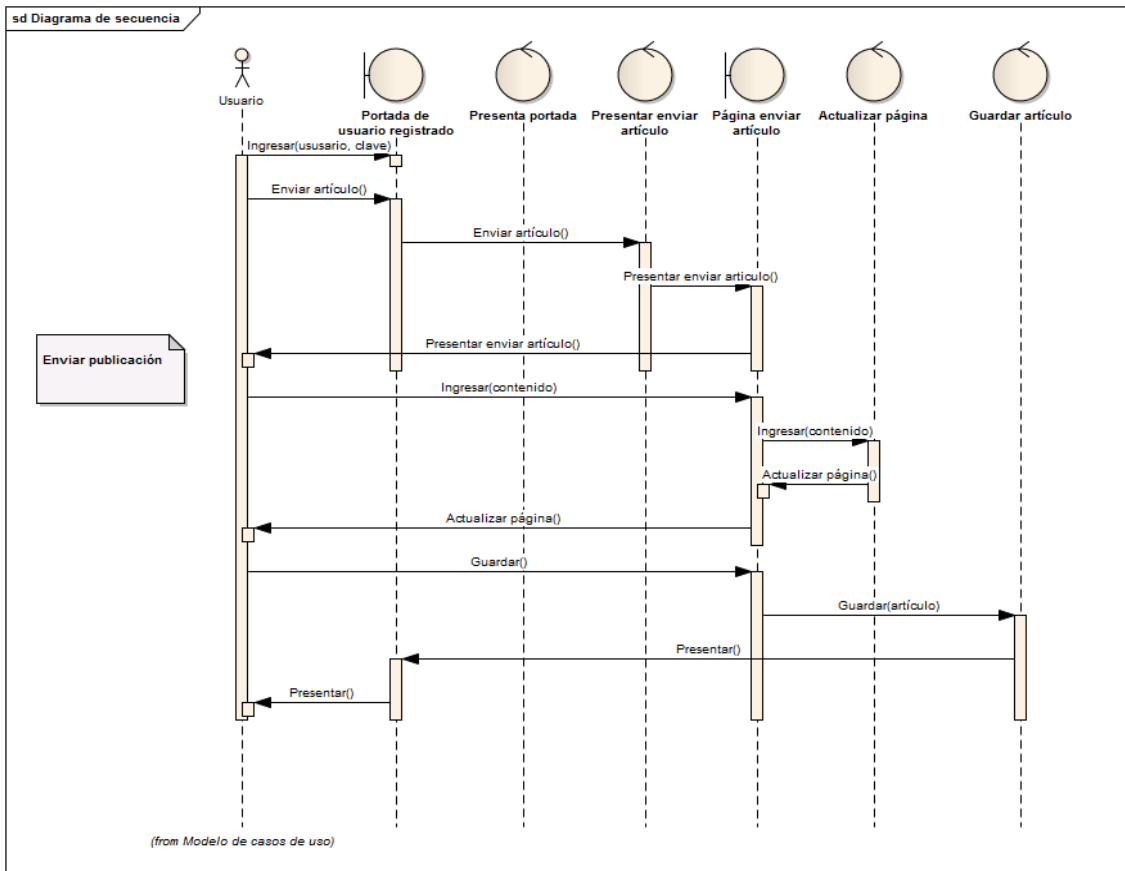 sd Diagrama de secuencia
Usuario
Portada de
usuario registrado
Presenta portada
Presentar enviar
artículo
Página enviar
artículo
Actualizar página
Guardar artículo
Ingresar(ususario, clave)
Enviar artículo()
Enviar artículo()
Presentar enviar articulo()
Presentar enviar artículo()
Enviar publicación
Ingresar(contenido)
Ingresar(contenido)
Actualizar página()
Actualizar página()
Guardar()
Guardar(artículo)
Presentar()
Presentar()
(from Modelo de casos de uso)